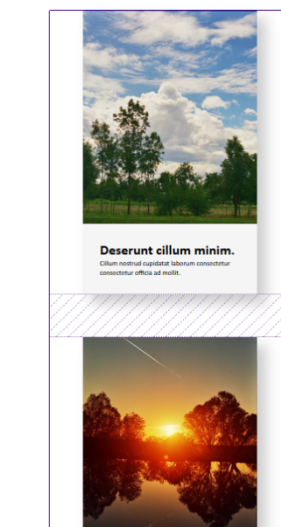 Deserunt cillum minim.
Cillum nostrud cupidatat laborum consectetur
consectetur officia ad mollit.